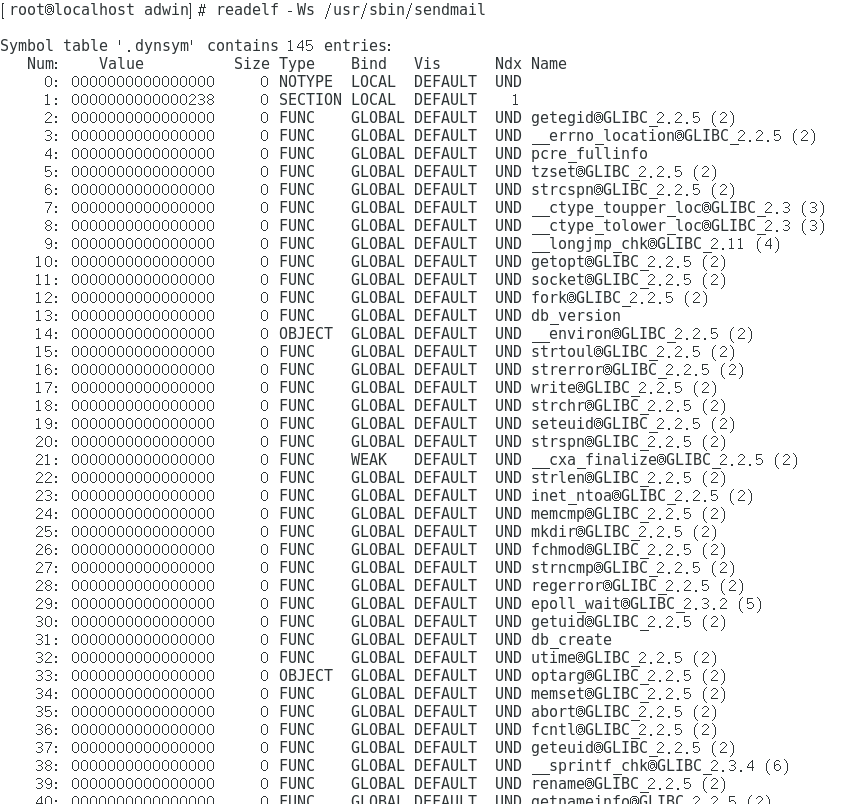 [root@localhost admin]# readelf -Ws /usr/sbin/sendmail
Symbol table '.dynsym' contains 145 entries:
Num: Value Size Type Bind Vis Ndx Name
0: 0000000000000000 0 NOTYPE LOCAL DEFAULT UND
1: 0000000000000238 0 SECTION LOCAL DEFAULT 1
2: 0000000000000000 0 FUNC GLOBAL DEFAULT UND getegid@GLIBC_2.2.5 (2)
3: 0000000000000000 0 FUNC GLOBAL DEFAULT UND __errno_location@GLIBC_2.2.5 (2)
4: 0000000000000000 0 FUNC GLOBAL DEFAULT UND pcre_fullinfo
5: 0000000000000000 0 FUNC GLOBAL DEFAULT UND tzset@GLIBC_2.2.5 (2)
6: 0000000000000000 0 FUNC GLOBAL DEFAULT UND strcspn@GLIBC_2.2.5 (2)
7: 0000000000000000 0 FUNC GLOBAL DEFAULT UND __ctype_toupper_loc@GLIBC_2.3 (3)
8: 0000000000000000 0 FUNC GLOBAL DEFAULT UND __ctype_tolower_loc@GLIBC_2.3 (3)
9: 0000000000000000 0 FUNC GLOBAL DEFAULT UND __longjmp_chk@GLIBC_2.11 (4)
10: 0000000000000000 0 FUNC GLOBAL DEFAULT UND getopt@GLIBC_2.2.5 (2)
11: 0000000000000000 0 FUNC GLOBAL DEFAULT UND socket@GLIBC_2.2.5 (2)
12: 0000000000000000 0 FUNC GLOBAL DEFAULT UND fork@GLIBC_2.2.5 (2)
13: 0000000000000000 0 FUNC GLOBAL DEFAULT UND db_version
14: 0000000000000000 0 OBJECT GLOBAL DEFAULT UND __environ@GLIBC_2.2.5 (2)
15: 0000000000000000 0 FUNC GLOBAL DEFAULT UND strtoul@GLIBC_2.2.5 (2)
16: 0000000000000000 0 FUNC GLOBAL DEFAULT UND strerror@GLIBC_2.2.5 (2)
17: 0000000000000000 0 FUNC GLOBAL DEFAULT UND write@GLIBC_2.2.5 (2)
18: 0000000000000000 0 FUNC GLOBAL DEFAULT UND strchr@GLIBC_2.2.5 (2)
19: 0000000000000000 0 FUNC GLOBAL DEFAULT UND seteuid@GLIBC_2.2.5 (2)
20: 0000000000000000 0 FUNC GLOBAL DEFAULT UND strspn@GLIBC_2.2.5 (2)
21: 0000000000000000 0 FUNC WEAK DEFAULT UND __cxa_finalize@GLIBC_2.2.5 (2)
22: 0000000000000000 0 FUNC GLOBAL DEFAULT UND strlen@GLIBC_2.2.5 (2)
23: 0000000000000000 0 FUNC GLOBAL DEFAULT UND inet_ntoa@GLIBC_2.2.5 (2)
24: 0000000000000000 0 FUNC GLOBAL DEFAULT UND memcmp@GLIBC_2.2.5 (2)
25: 0000000000000000 0 FUNC GLOBAL DEFAULT UND mkdir@GLIBC_2.2.5 (2)
26: 0000000000000000 0 FUNC GLOBAL DEFAULT UND fchmod@GLIBC_2.2.5 (2)
27: 0000000000000000 0 FUNC GLOBAL DEFAULT UND strncmp@GLIBC_2.2.5 (2)
28: 0000000000000000 0 FUNC GLOBAL DEFAULT UND regerror@GLIBC_2.2.5 (2)
29: 0000000000000000 0 FUNC GLOBAL DEFAULT UND epoll_wait@GLIBC_2.3.2 (5)
30: 0000000000000000 0 FUNC GLOBAL DEFAULT UND getuid@GLIBC_2.2.5 (2)
31: 0000000000000000 0 FUNC GLOBAL DEFAULT UND db_create
32: 0000000000000000 0 FUNC GLOBAL DEFAULT UND utime@GLIBC_2.2.5 (2)
33: 0000000000000000 0 OBJECT GLOBAL DEFAULT UND optarg@GLIBC_2.2.5 (2)
34: 0000000000000000 0 FUNC GLOBAL DEFAULT UND memset@GLIBC_2.2.5 (2)
35: 0000000000000000 0 FUNC GLOBAL DEFAULT UND abort@GLIBC_2.2.5 (2)
36: 0000000000000000 0 FUNC GLOBAL DEFAULT UND fcntl@GLIBC_2.2.5 (2)
37: 0000000000000000 0 FUNC GLOBAL DEFAULT UND geteuid@GLIBC_2.2.5 (2)
38: 0000000000000000 0 FUNC GLOBAL DEFAULT UND __sprintf_chk@GLIBC_2.3.4 (6)
39: 0000000000000000 0 FUNC GLOBAL DEFAULT UND rename@GLIBC_2.2.5 (2)
40: 0000000000000000 0 FUNC GLOBAL DEFAULT UND getnameinfo@GLIBC_2.2.5 (2)